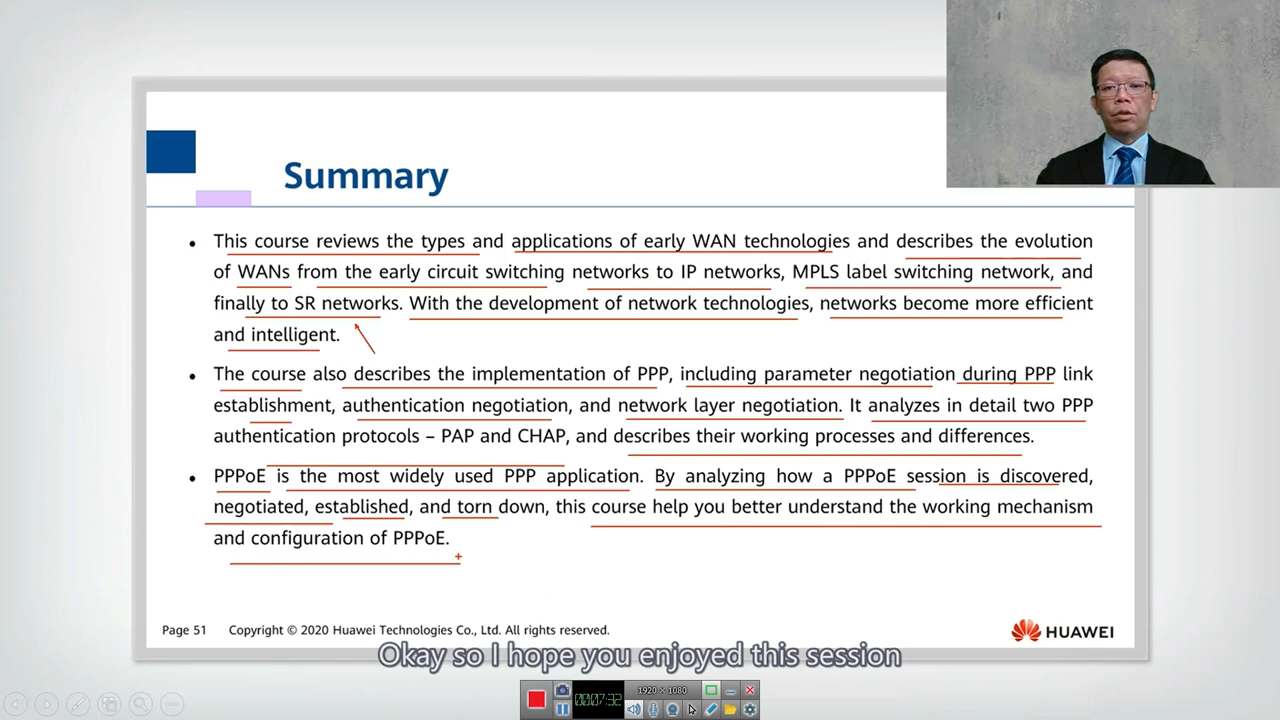 Summary
• This course reviews the types and applications of early WAN technologies and describes the evolution
of WANs from the early circuit switching networks to IP networks, MPLS label switching network, and
finally to SR networks. With the development of network technologies, networks become more efficient
and intelligent.
• The course also describes the implementation of PPP, including parameter negotiation during PPP link
establishment, authentication negotiation, and network layer negotiation. It analyzes in detail two PPP
authentication protocols – PAP and CHAP, and describes their working processes and differences.
• PPPoE is the most widely used PPP application. By analyzing how a PPPoE session is discovered,
negotiated, established, and torn down, this course help you better understand the working mechanism
and configuration of PPPoE.
Page 51 Copyright © 2020 Huawei Technologies Co., Ltd. All rights reserved.
HUAWEI
Okay so I hope you enjoyed this session
00:07:32 1920 × 1080